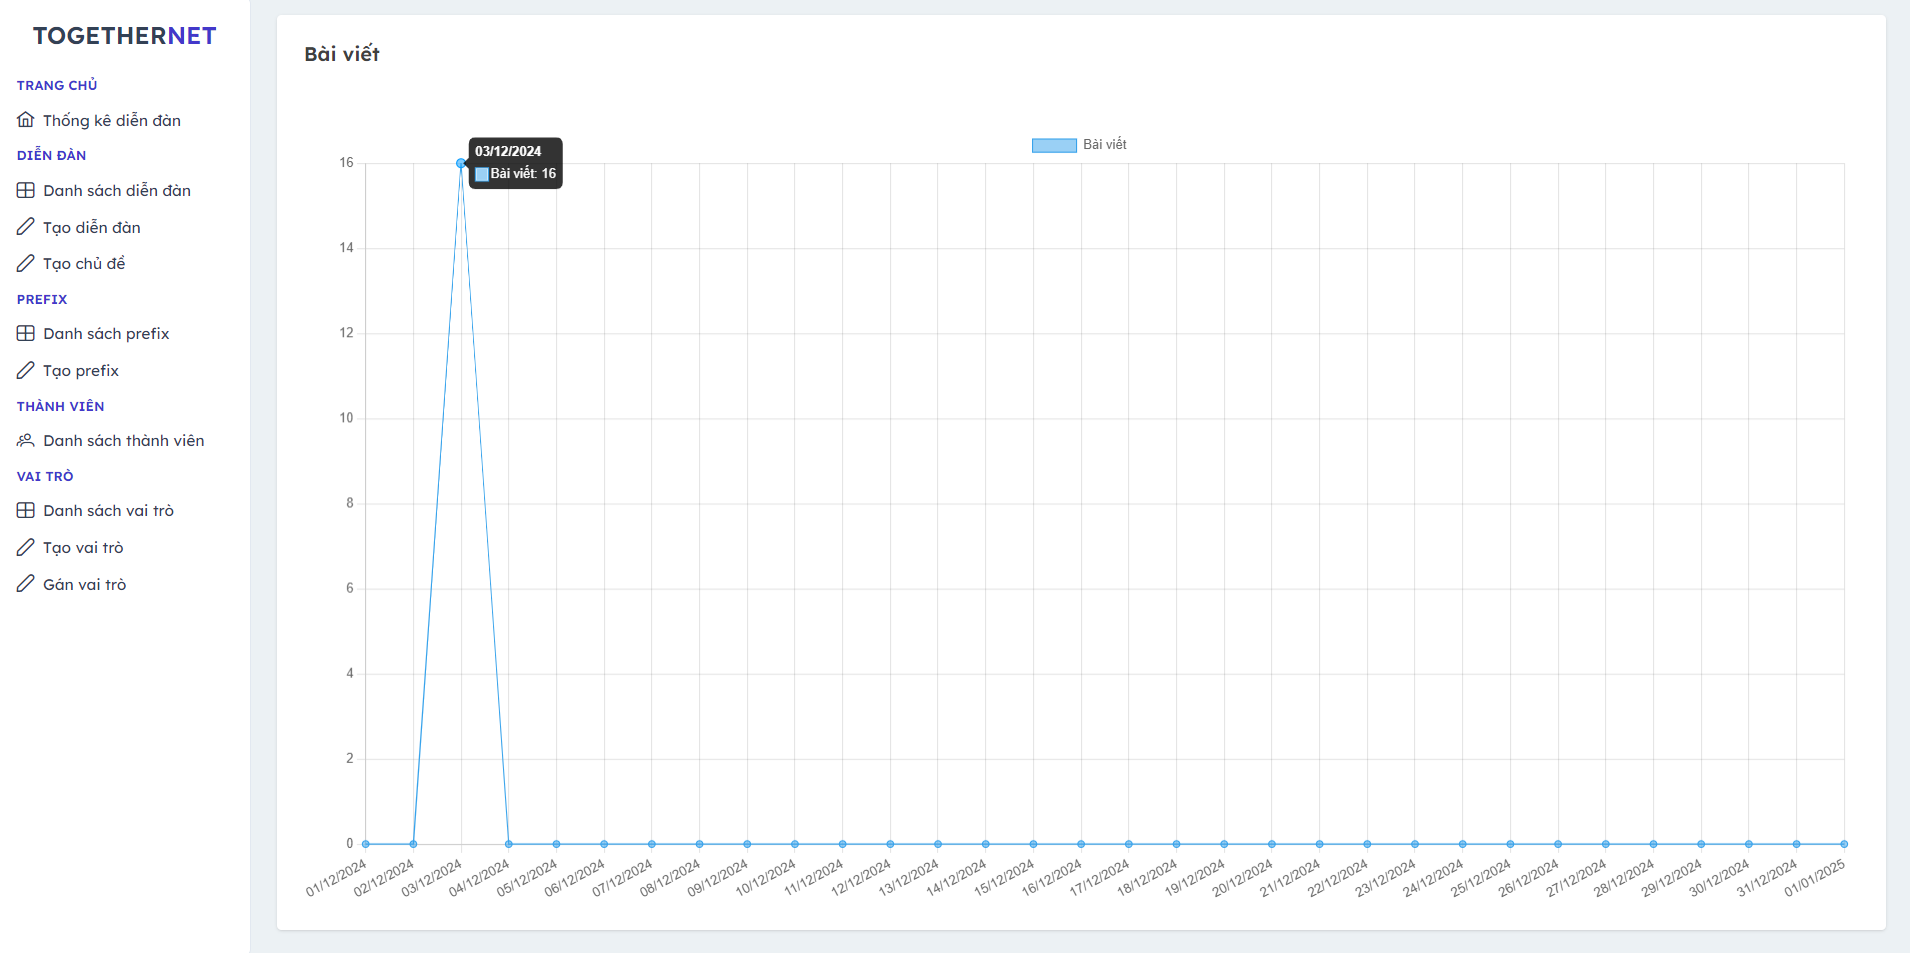 TOGETHERNET
TRANG CHỦ
Thống kê diễn đàn
DIỄN ĐÀN
Danh sách diễn đàn
Tạo diễn đàn
Tạo chủ đề
PREFIX
Danh sách prefix
Tạo prefix
THÀNH VIÊN
Danh sách thành viên
VAI TRÒ
Danh sách vai trò
Tạo vai trò
Gán vai trò
Bài viết
Bài viết
03/12/2024
Bài viết: 16
16
14
12
10
8
6
4
2
0
01/12/2024
02/12/2024
03/12/2024
04/12/2024
05/12/2024
06/12/2024
07/12/2024
08/12/2024
09/12/2024
10/12/2024
11/12/2024
12/12/2024
13/12/2024
14/12/2024
15/12/2024
16/12/2024
17/12/2024
18/12/2024
19/12/2024
20/12/2024
21/12/2024
22/12/2024
23/12/2024
24/12/2024
25/12/2024
26/12/2024
27/12/2024
28/12/2024
29/12/2024
30/12/2024
31/12/2024
01/01/2025